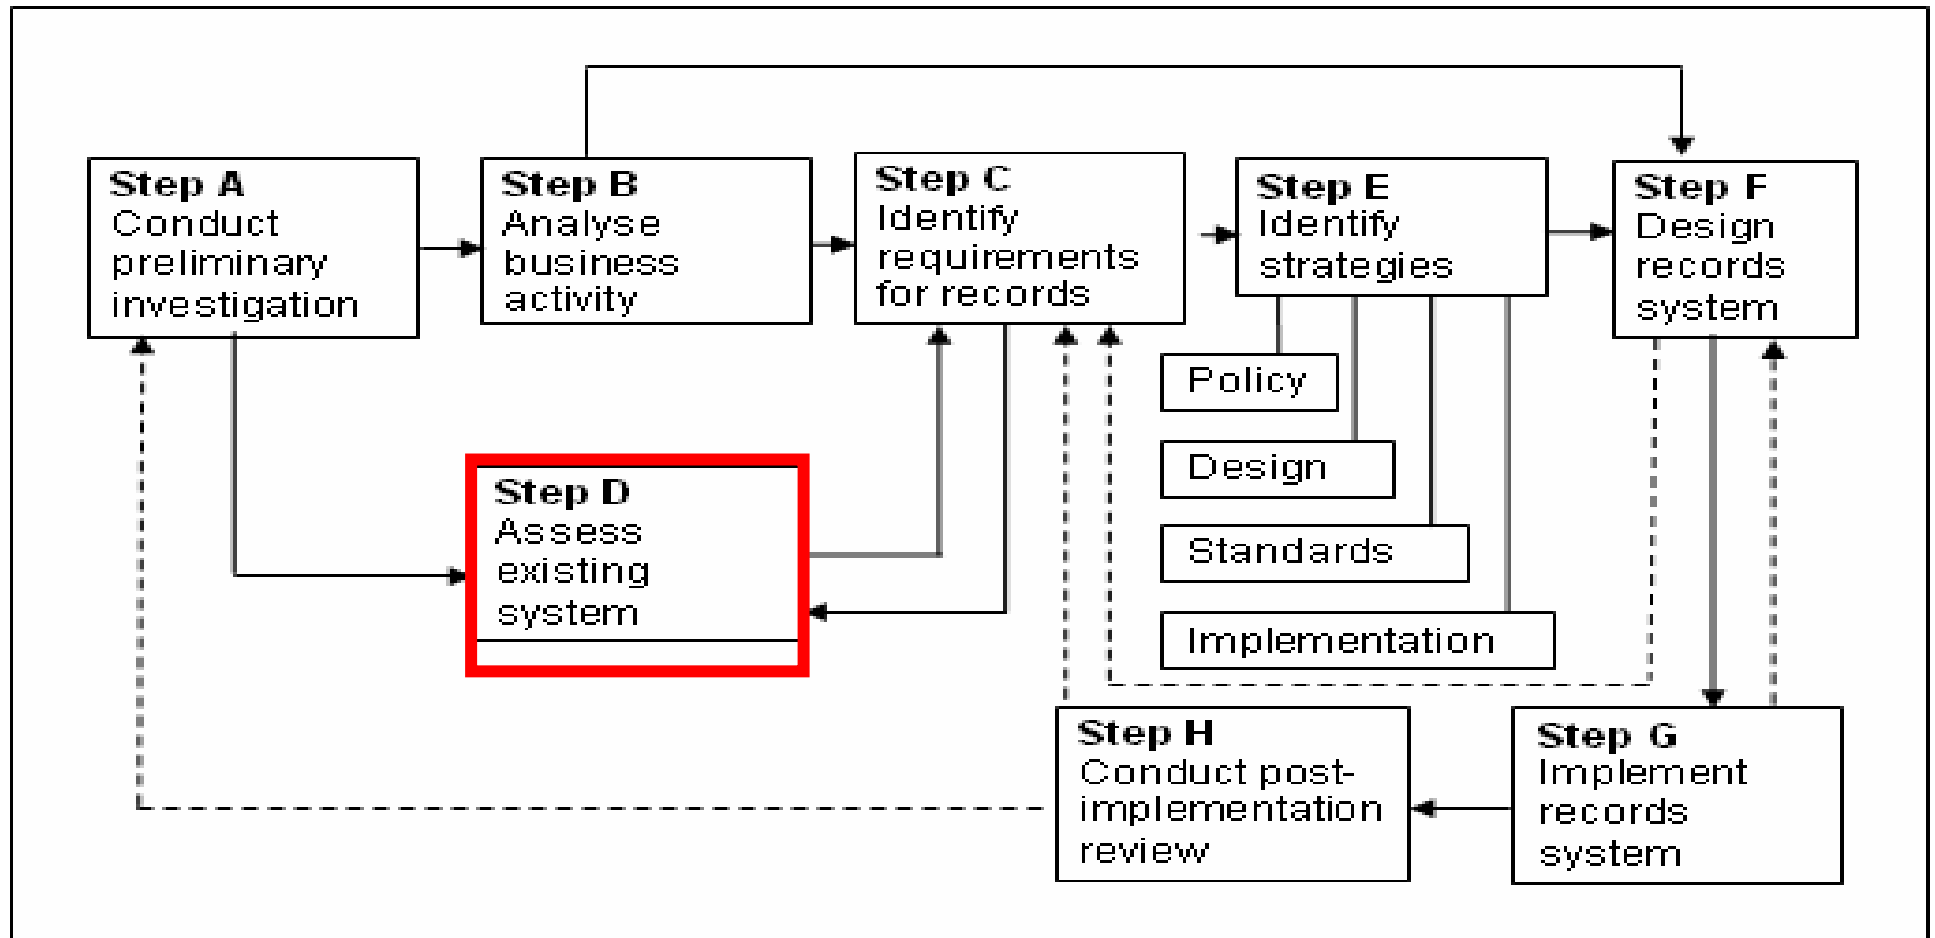 Step A
Conduct
preliminary
investigation
Step B
Analyse
business
activity
Step C
Identify
requirements
for records
Step E
Identify
strategies
Step F
Design
records
system
Policy
Design
Standards
Implementation
Step D
Assess
existing
system
Step H
Conduct post-
implementation
review
Step G
Implement
records
system